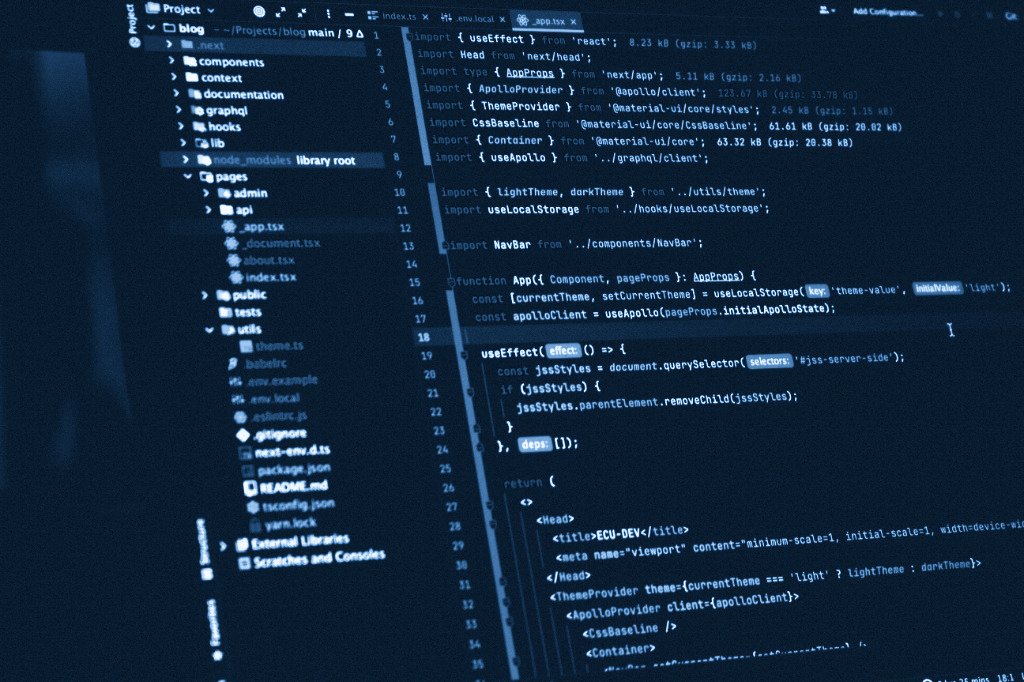 Project
Project
index.ts
.env.local
_app.tsx
Add Configuration...
Git
blog ~/Projects/blog main / 9 Δ
.next
components
context
documentation
graphql
hooks
lib
node_modules library root
pages
admin
api
_app.tsx
_document.tsx
about.tsx
index.tsx
public
tests
utils
theme.ts
.babelrc
.env.example
.env.local
.eslintrc.js
.gitignore
next-env.d.ts
package.json
README.md
tsconfig.json
yarn.lock
External Libraries
Scratches and Consoles
Structure
Favorites
1 import { useEffect } from 'react'; 8.23 kB (gzip: 3.33 kB)
2 import Head from 'next/head';
3 import type { AppProps } from 'next/app'; 5.11 kB (gzip: 2.16 kB)
4 import { ApolloProvider } from '@apollo/client'; 123.67 kB (gzip: 33.78 kB)
5 import { ThemeProvider } from '@material-ui/core/styles'; 2.45 kB (gzip: 1.15 kB)
6 import CssBaseline from '@material-ui/core/CssBaseline'; 61.61 kB (gzip: 20.02 kB)
7 import { Container } from '@material-ui/core'; 63.32 kB (gzip: 20.38 kB)
8 import { useApollo } from '../graphql/client';
9
10 import { lightTheme, darkTheme } from '../utils/theme';
11 import useLocalStorage from '../hooks/useLocalStorage';
12
13 import NavBar from '../components/NavBar';
14
15 function App({ Component, pageProps }: AppProps) {
16 const [currentTheme, setCurrentTheme] = useLocalStorage( key: 'theme-value', initialValue: 'light');
17 const apolloClient = useApollo(pageProps.initialApolloState);
18
19 useEffect( effect: () => {
20 const jssStyles = document.querySelector( selectors: '#jss-server-side');
21 if (jssStyles) {
22 jssStyles.parentElement.removeChild(jssStyles);
23 }
24 }, deps: []);
25
26 return (
27 <>
28 <Head>
29 <title>ECU-DEV</title>
30 <meta name="viewport" content="minimum-scale=1, initial-scale=1, width=device-wid
31 </Head>
32 <ThemeProvider theme={currentTheme === 'light' ? lightTheme : darkTheme}>
33 <ApolloProvider client={apolloClient}>
34 <CssBaseline />
35 <Container>
18:1